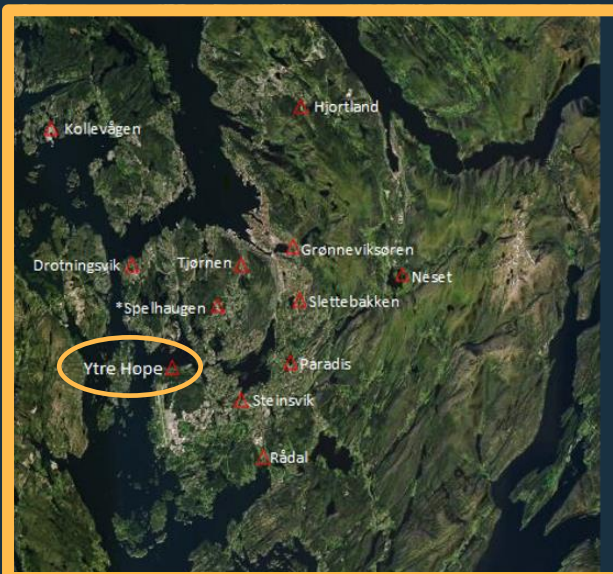 Hjortland
Kollevågen
Grønneviksøren
Drotningsvik
Tjørnen
Neset
*Spelhaugen
Slettebakken
Ytre Hope
Paradis
Steinsvik
Rådal